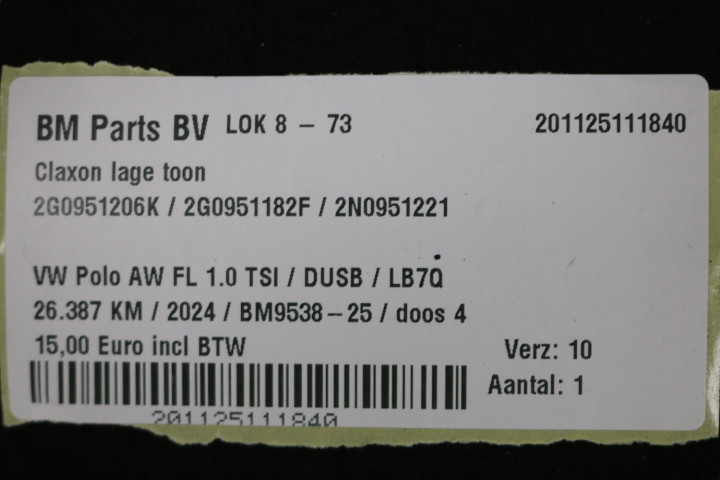 BM Parts BV LOK 8 – 73 201125111840
Claxon lage toon
2G0951206K / 2G0951182F / 2N0951221
VW Polo AW FL 1.0 TSI / DUSB / LB7Q
26.387 KM / 2024 / BM9538–25 / doos 4
15,00 Euro incl BTW Verz: 10
Aantal: 1
201125111840